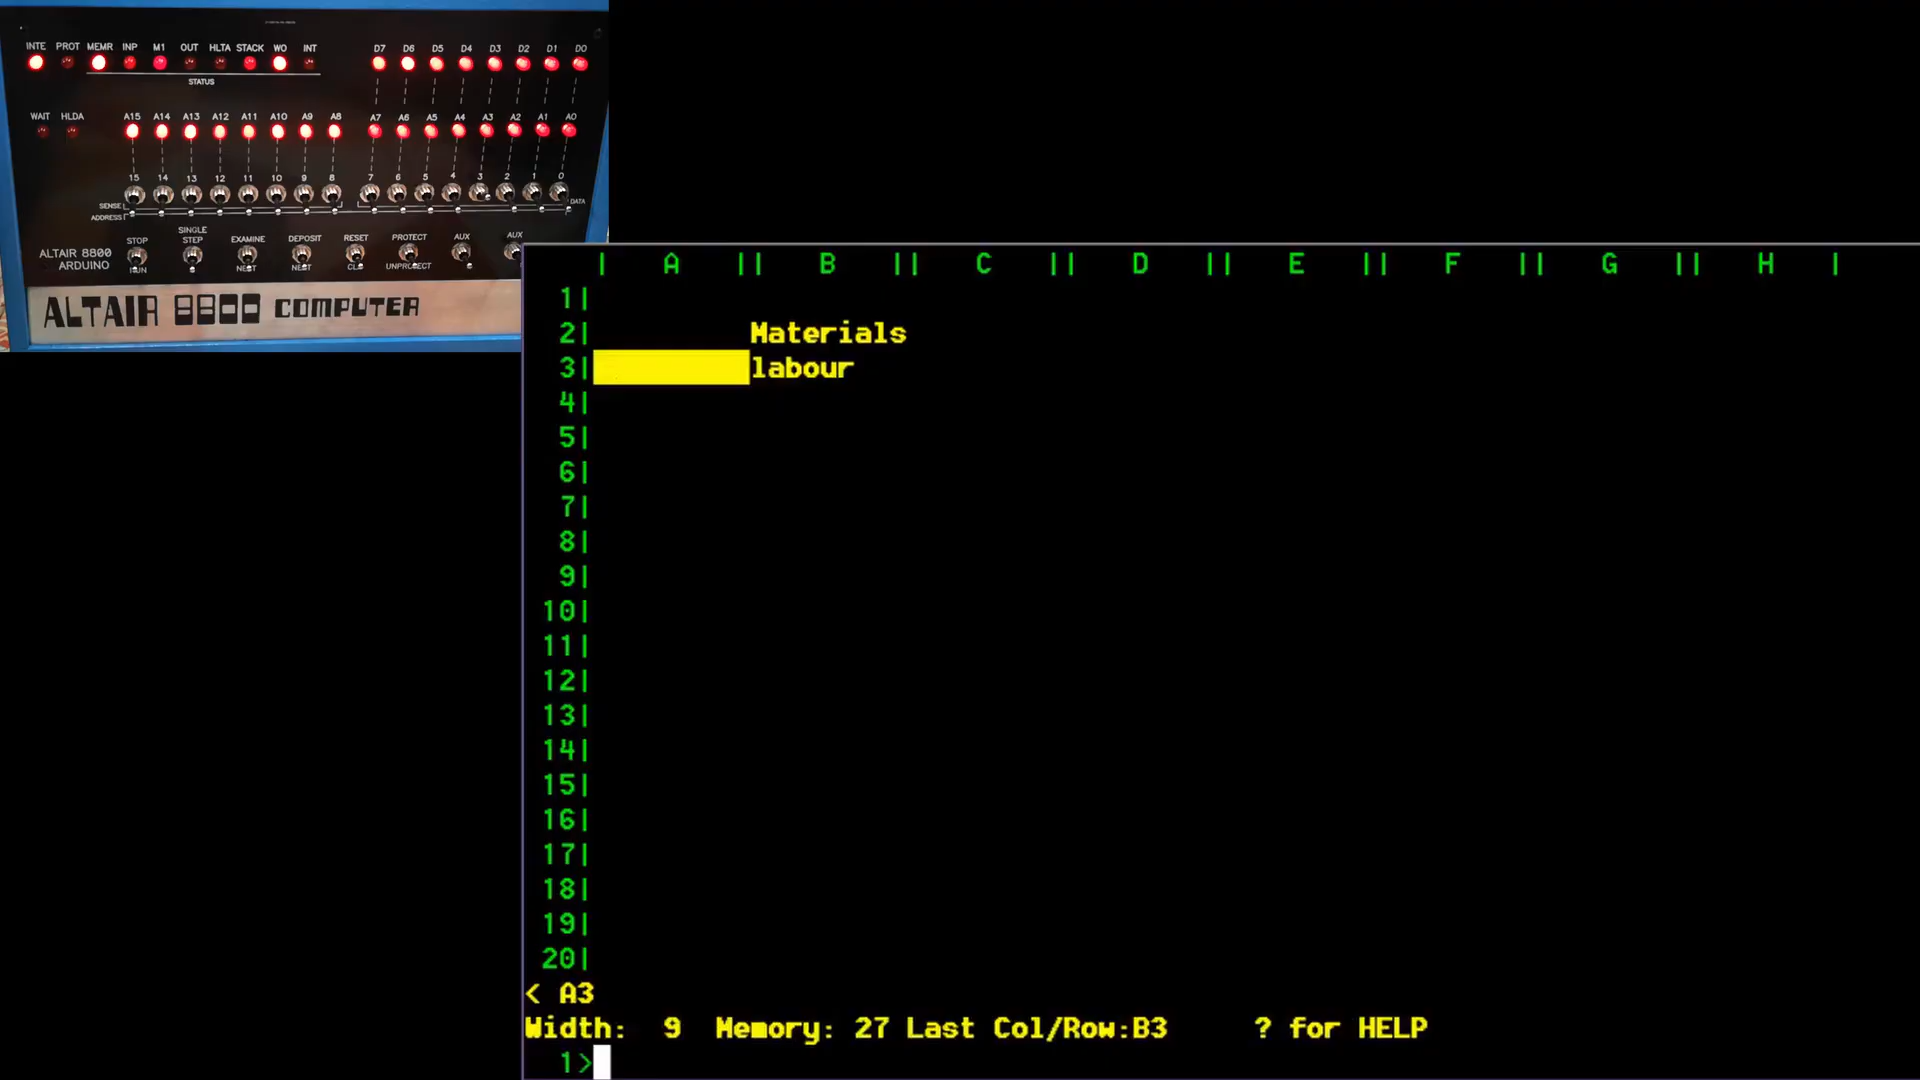 INTE PROT MEMR INP M1 OUT HLTA STACK WO INT D7 D6 D5 D4 D3 D2 D1 D0
STATUS
WAIT HLDA A15 A14 A13 A12 A11 A10 A9 A8 A7 A6 A5 A4 A3 A2 A1 A0
15 14 13 12 11 10 9 8 7 6 5 4 3 2 1 0
SENSE DATA
ADDRESS
STOP SINGLE STEP EXAMINE DEPOSIT RESET PROTECT AUX AUX
RUN NEXT NEXT CLR UNPROTECT
ALTAIR 8800
ARDUINO
ALTAIR 8800 COMPUTER
| A || B || C || D || E || F || G || H |
1|
2| Materials
3| labour
4|
5|
6|
7|
8|
9|
10|
11|
12|
13|
14|
15|
16|
17|
18|
19|
20|
< A3
Width: 9 Memory: 27 Last Col/Row:B3 ? for HELP
1>